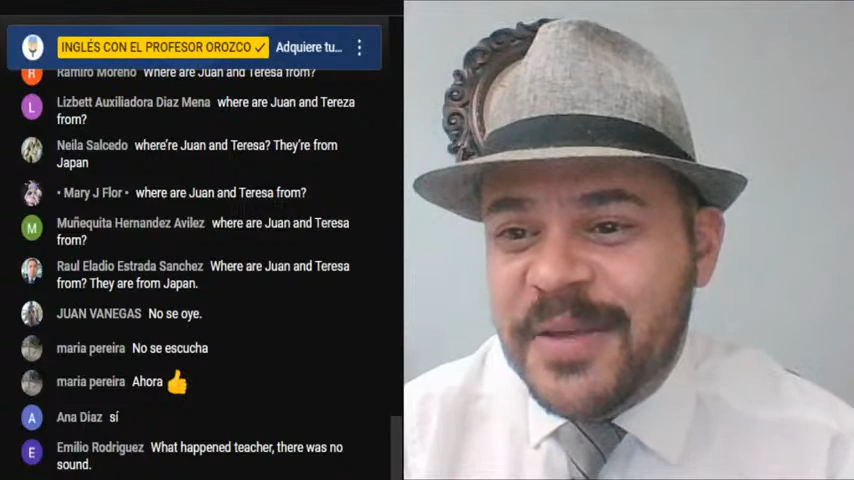 INGLÉS CON EL PROFESOR OROZCO Adquiere tu...
R Ramiro Moreno Where are Juan and Teresa from?
L Lizbett Auxiliadora Diaz Mena where are Juan and Tereza
from?
Neila Salcedo where're Juan and Teresa? They're from
Japan
• Mary J Flor • where are Juan and Teresa from?
M Muñequita Hernandez Avilez where are Juan and Teresa
from?
Raul Eladio Estrada Sanchez Where are Juan and Teresa
from? They are from Japan.
JUAN VANEGAS No se oye.
maria pereira No se escucha
maria pereira Ahora
A Ana Diaz sí
E Emilio Rodriguez What happened teacher, there was no
sound.